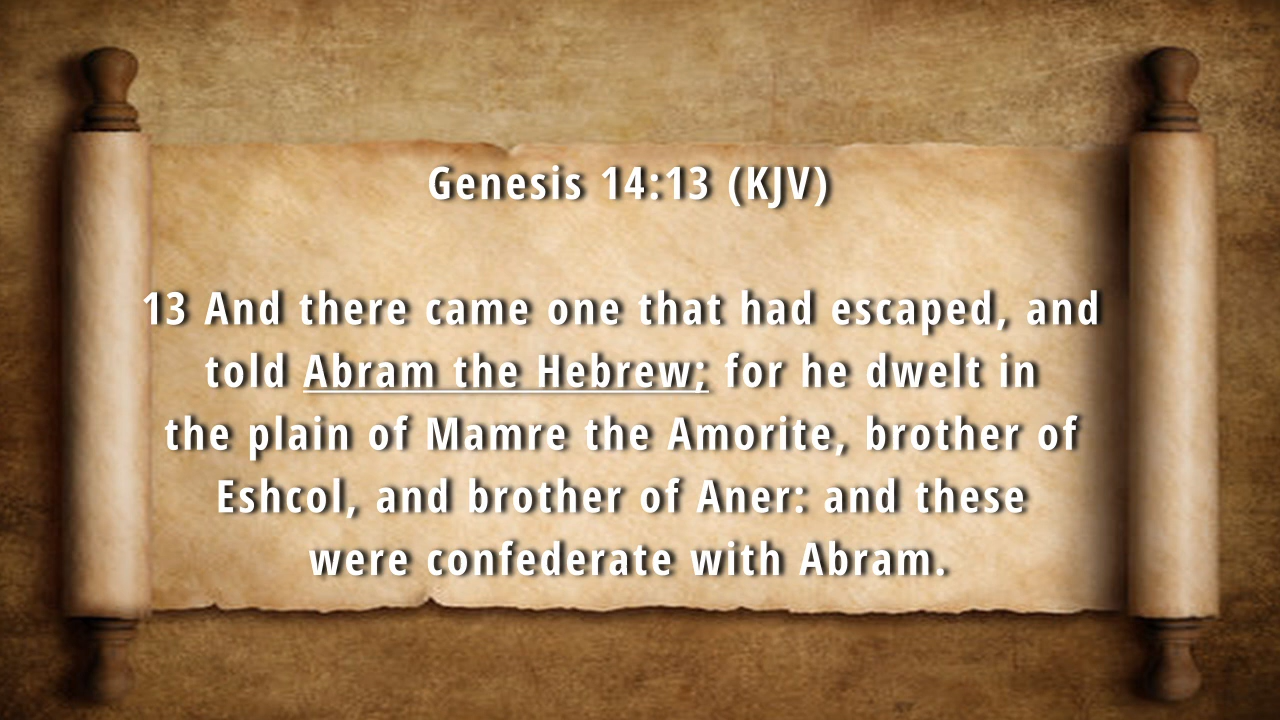 Genesis 14:13 (KJV)
13 And there came one that had escaped, and
told Abram the Hebrew; for he dwelt in
the plain of Mamre the Amorite, brother of
Eshcol, and brother of Aner: and these
were confederate with Abram.